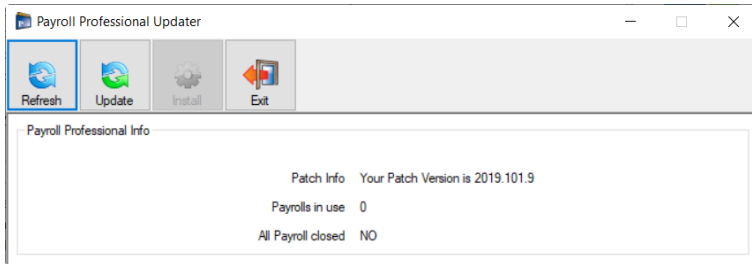 Payroll Professional Updater
Refresh Update Install Exit
Payroll Professional Info
Patch Info Your Patch Version is 2019.101.9
Payrolls in use 0
All Payroll closed NO